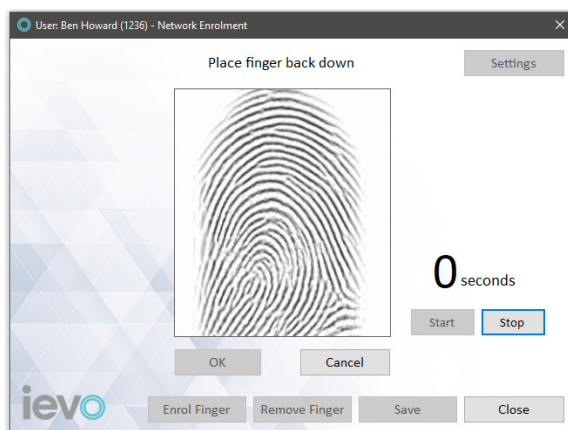 User: Ben Howard (1236) - Network Enrolment
Place finger back down
Settings
0 seconds
Start Stop
OK Cancel
ievo Enrol Finger Remove Finger Save Close